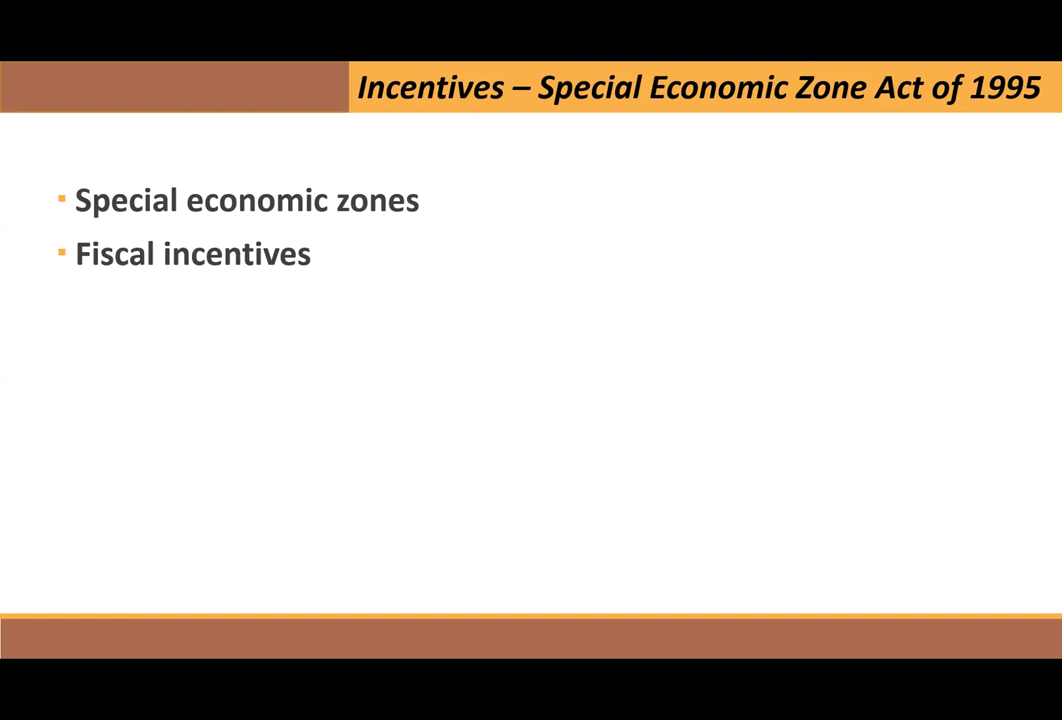 Incentives – Special Economic Zone Act of 1995
▪ Special economic zones
▪ Fiscal incentives